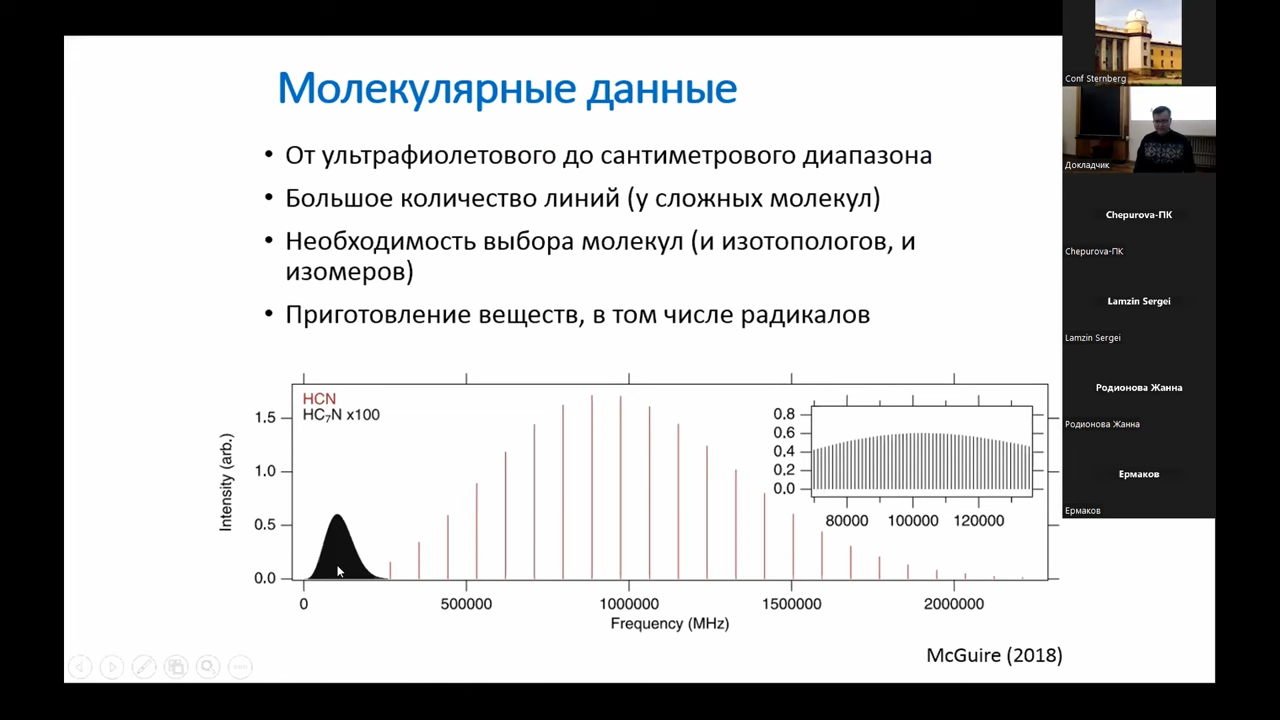 Молекулярные данные
• От ультрафиолетового до сантиметрового диапазона
• Большое количество линий (у сложных молекул)
• Необходимость выбора молекул (и изотопологов, и
изомеров)
• Приготовление веществ, в том числе радикалов
HCN
HC₇N x100
Intensity (arb.)
1.5
1.0
0.5
0.0
0 500000 1000000 1500000 2000000
Frequency (MHz)
0.8
0.6
0.4
0.2
0.0
80000 100000 120000
McGuire (2018)
Conf Sternberg
Докладчик
Chepurova-ПК
Chepurova-ПК
Lamzin Sergei
Lamzin Sergei
Родионова Жанна
Родионова Жанна
Ермаков
Ермаков